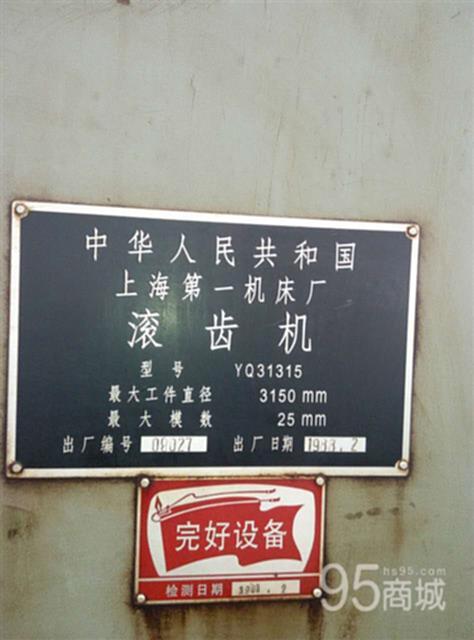 中华人民共和国
上海第一机床厂
滚齿机
型号 YQ31315
最大工件直径 3150 mm
最大模数 25 mm
出厂编号 出厂日期
完好设备
检测日期
hs95.com
95商城